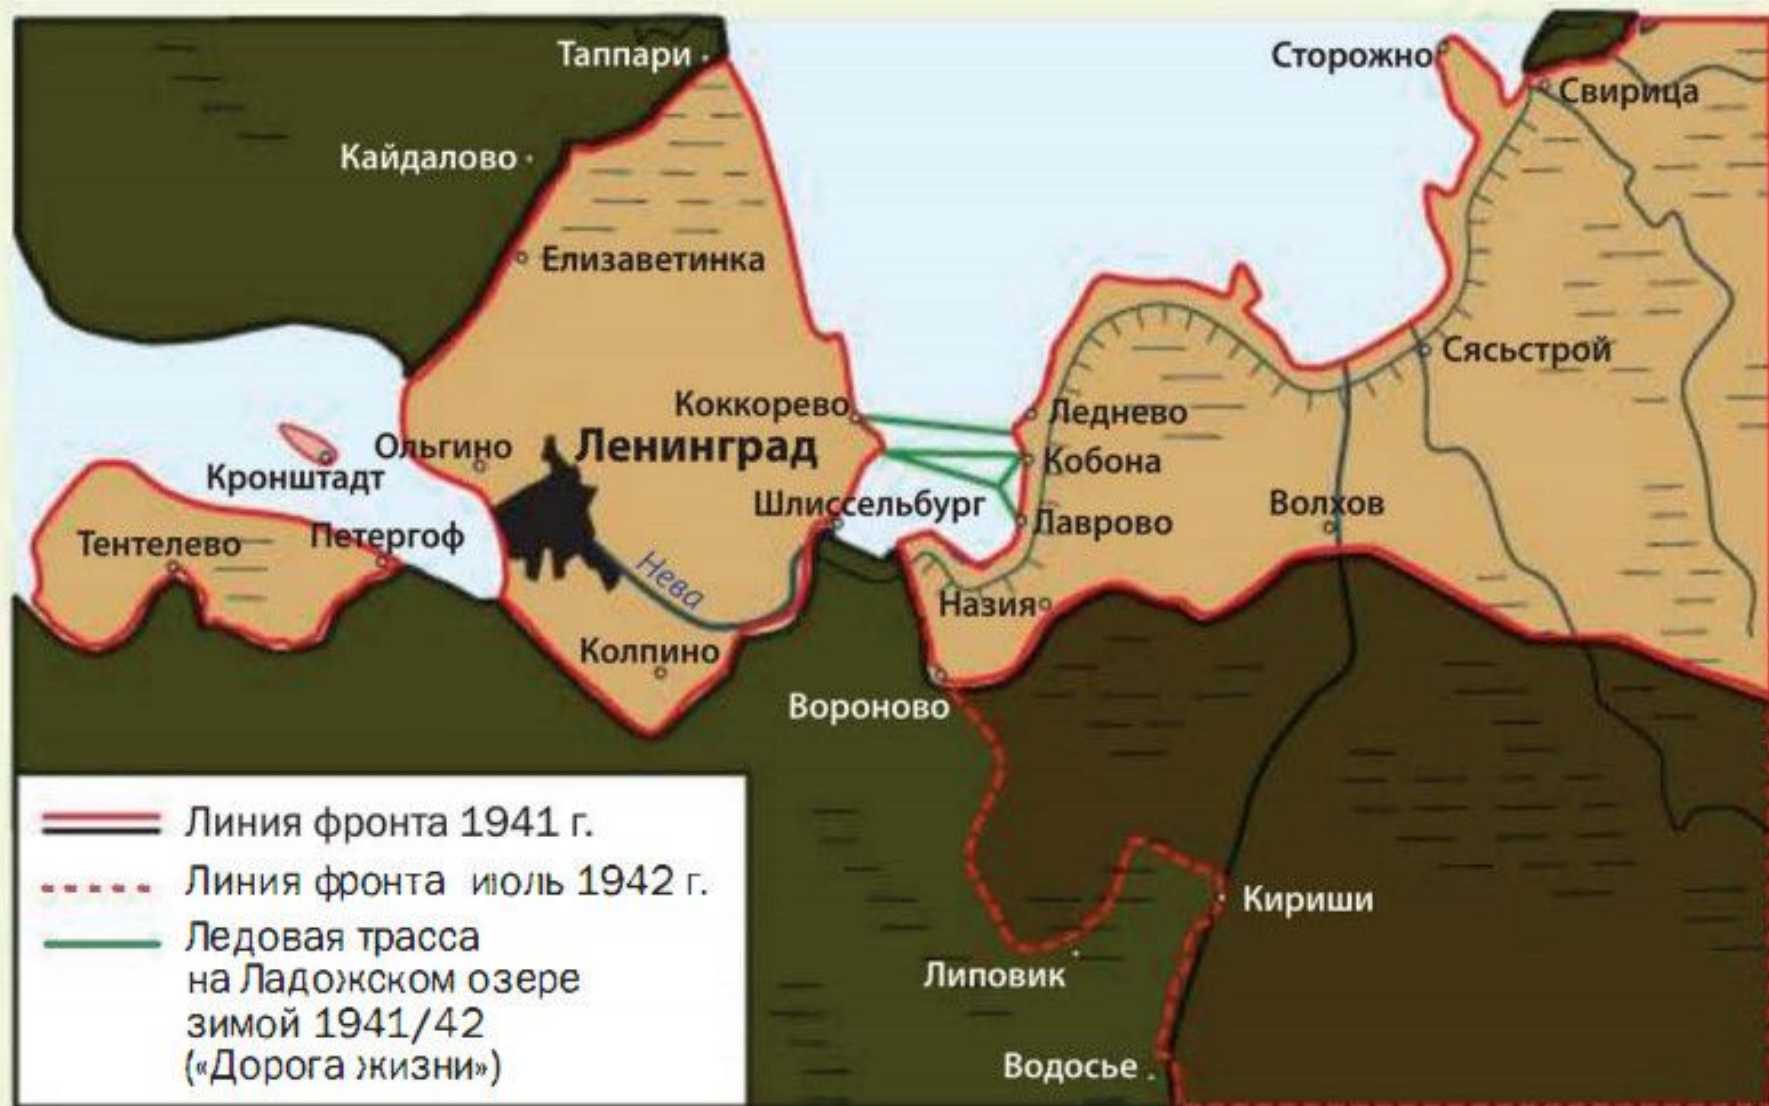 Таппари
Сторожно
Свирица
Кайдалово
Елизаветинка
Сясьстрой
Коккорево
Леднево
Ольгино
Ленинград
Кобона
Кронштадт
Шлиссельбург
Лаврово
Волхов
Тентелево
Петергоф
Нева
Назия
Колпино
Вороново
Линия фронта 1941 г.
Линия фронта июль 1942 г.
Кириши
Ледовая трасса
на Ладожском озере
зимой 1941/42
(«Дорога жизни»)
Липовик
Водосье